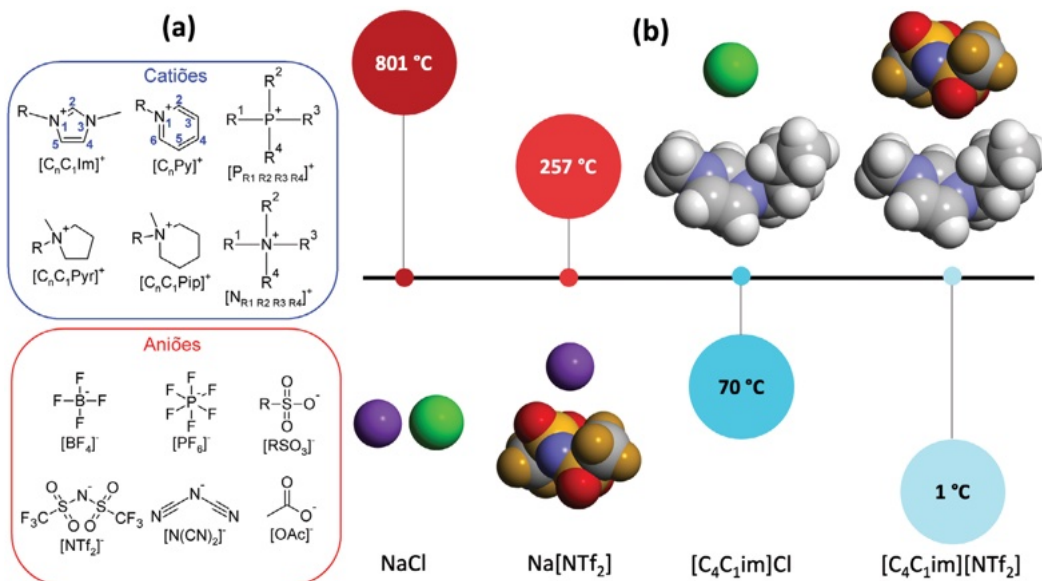 (a)
Catiões
R
N
+
N
1
2
3
4
5
[CₙC₁Im]⁺
R
N
+
1
2
3
4
5
6
[CₙPy]⁺
R²
R¹
P
+
R³
R⁴
[P_R1 R2 R3 R4]⁺
R
N
+
[CₙC₁Pyr]⁺
R
N
+
[CₙC₁Pip]⁺
R²
R¹
N
+
R³
R⁴
[N_R1 R2 R3 R4]⁺
Aniões
F
F
B⁻
F
F
[BF₄]⁻
F
F
F
P⁻
F
F
F
[PF₆]⁻
O
R
S
O⁻
O
[RSO₃]⁻
O
O
N⁻
O
O
S
S
F₃C
CF₃
[NTf₂]⁻
N⁻
N
N
[N(CN)₂]⁻
O
O⁻
[OAc]⁻
(b)
801 °C
257 °C
70 °C
1 °C
NaCl
Na[NTf₂]
[C₄C₁im]Cl
[C₄C₁im][NTf₂]